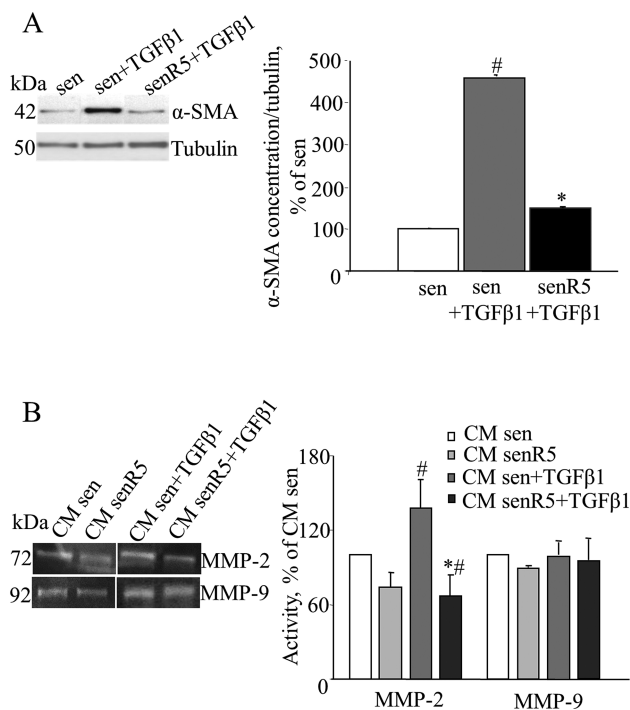 A
kDa
sen
sen+TGFβ1
senR5+TGFβ1
42
α-SMA
50
Tubulin
α-SMA concentration/tubulin,
% of sen
500
400
200
100
0
#
*
sen
sen
+TGFβ1
senR5
+TGFβ1
B
kDa
CM sen
CM senR5
CM sen+TGFβ1
CM senR5+TGFβ1
72
MMP-2
92
MMP-9
Activity, % of CM sen
180
120
60
0
CM sen
CM senR5
CM sen+TGFβ1
CM senR5+TGFβ1
#
*#
MMP-2
MMP-9